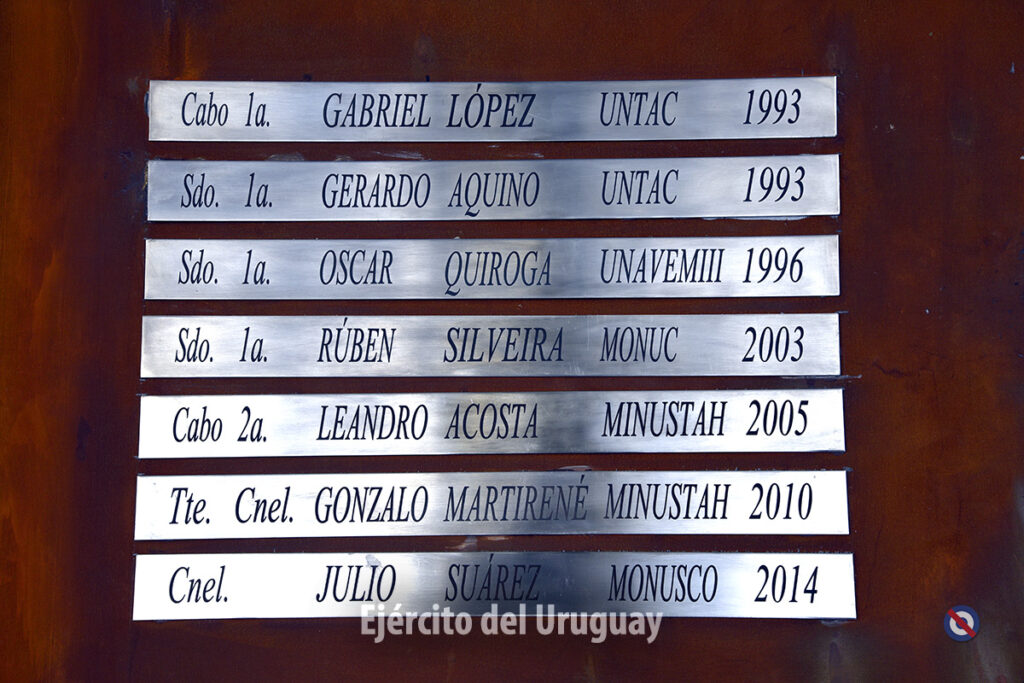 Cabo 1a. GABRIEL LÓPEZ UNTAC 1993
Sdo. 1a. GERARDO AQUINO UNTAC 1993
Sdo. 1a. OSCAR QUIROGA UNAVEMIII 1996
Sdo. 1a. RÚBEN SILVEIRA MONUC 2003
Cabo 2a. LEANDRO ACOSTA MINUSTAH 2005
Tte. Cnel. GONZALO MARTIRENÉ MINUSTAH 2010
Cnel. JULIO SUÁREZ MONUSCO 2014
Ejército del Uruguay